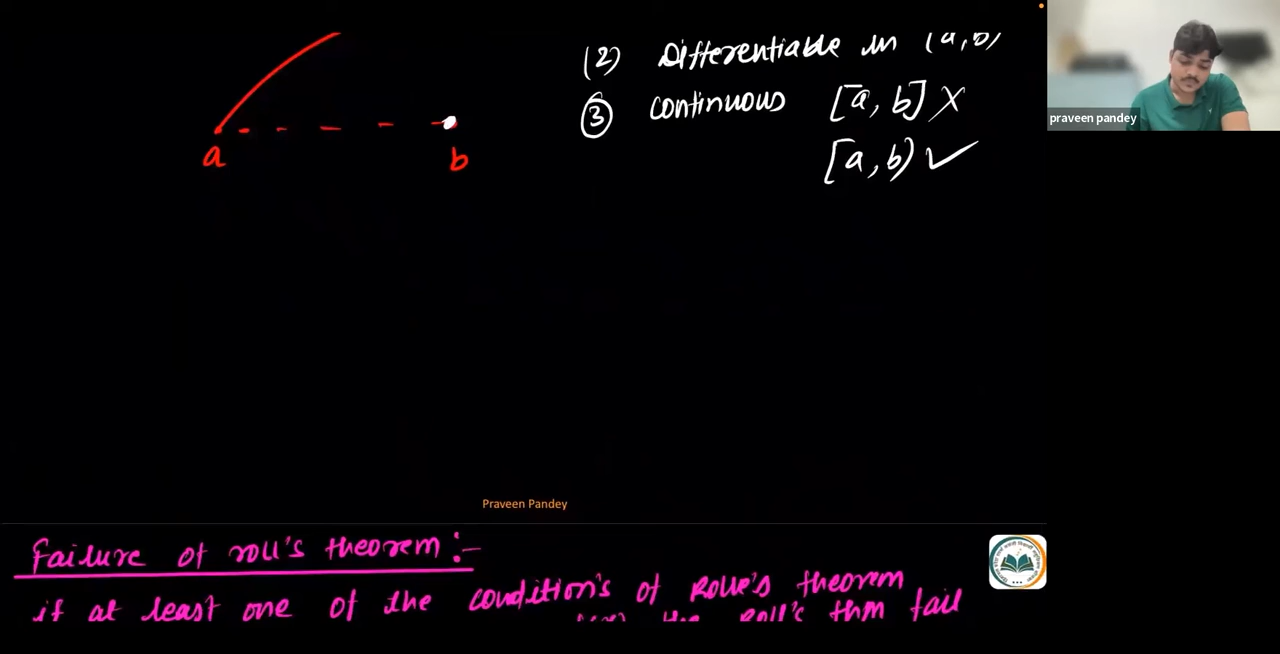 (2) Differentiable in (a,b)
③ continuous [a, b] X
[a, b) ✓
a
b
praveen pandey
Praveen Pandey
Failure of roll's theorem :-
if at least one of the condition's of Rolle's theorem
the roll's thm fail